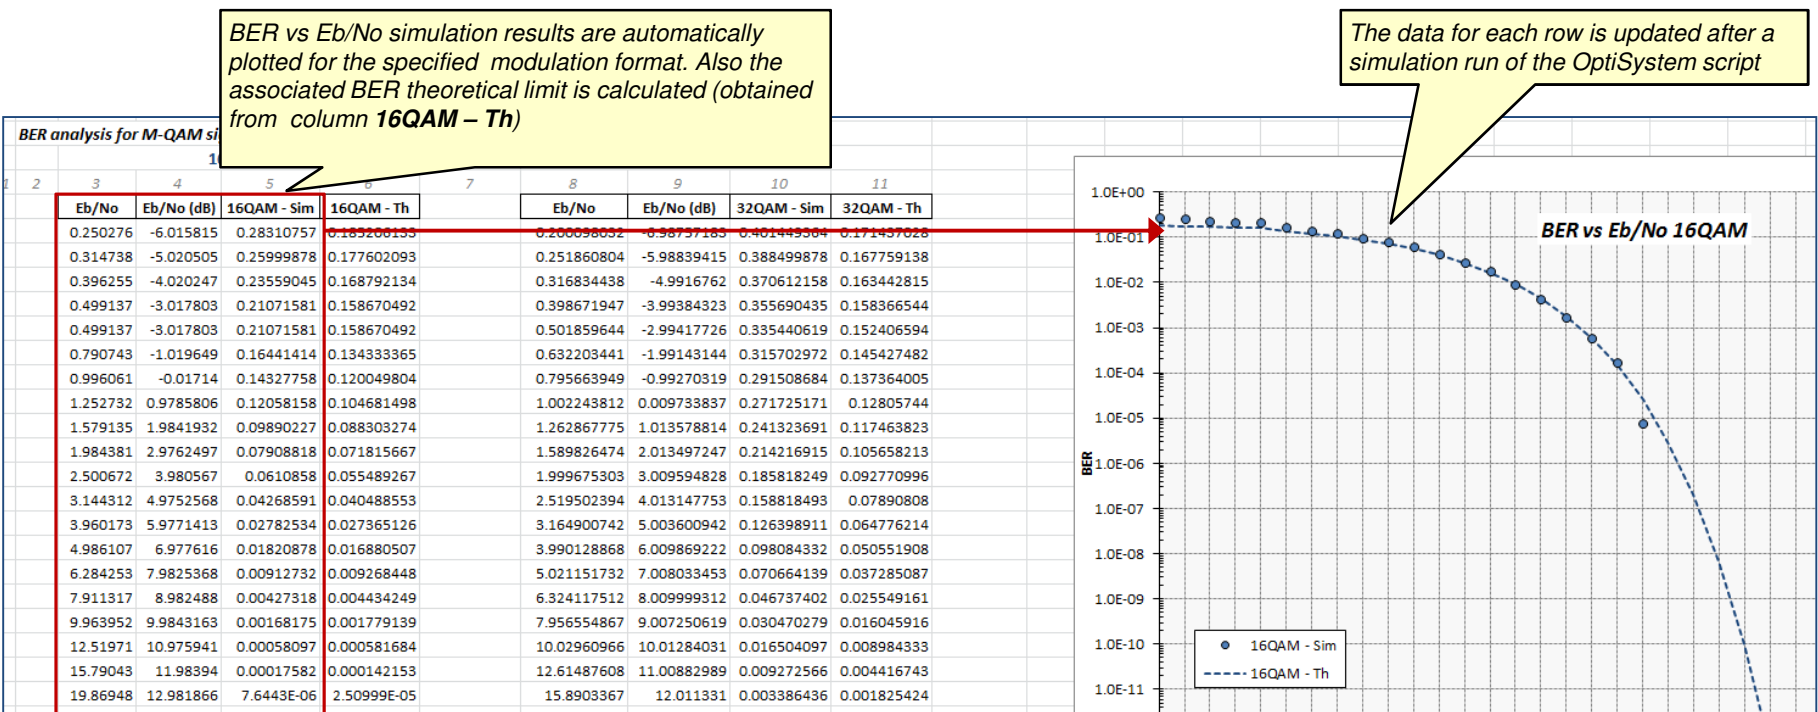 BER vs Eb/No simulation results are automatically
plotted for the specified modulation format. Also the
associated BER theoretical limit is calculated (obtained
from column 16QAM – Th)
The data for each row is updated after a
simulation run of the OptiSystem script
BER analysis for M-QAM si
1 2 3 4 5 6 7 8 9 10 11
Eb/No Eb/No (dB) 16QAM - Sim 16QAM - Th Eb/No Eb/No (dB) 32QAM - Sim 32QAM - Th
0.250276 -6.015815 0.28310757 0.185206133 0.200098032 -6.98757183 0.401449364 0.171437028
0.314738 -5.020505 0.25999878 0.177602093 0.251860804 -5.98839415 0.388499878 0.167759138
0.396255 -4.020247 0.23559045 0.168792134 0.316834438 -4.9916762 0.370612158 0.163442815
0.499137 -3.017803 0.21071581 0.158670492 0.398671947 -3.99384323 0.355690435 0.158366544
0.499137 -3.017803 0.21071581 0.158670492 0.501859644 -2.99417726 0.335440619 0.152406594
0.790743 -1.019649 0.16441414 0.134333365 0.632203441 -1.99143144 0.315702972 0.145427482
0.996061 -0.01714 0.14327758 0.120049804 0.795663949 -0.99270319 0.291508684 0.137364005
1.252732 0.9785806 0.12058158 0.104681498 1.002243812 0.009733837 0.271725171 0.12805744
1.579135 1.9841932 0.09890227 0.088303274 1.262867775 1.013578814 0.241323691 0.117463823
1.984381 2.9762497 0.07908818 0.071815667 1.589826474 2.013497247 0.214216915 0.105658213
2.500672 3.980567 0.0610858 0.055489267 1.999675303 3.009594828 0.185818249 0.092770996
3.144312 4.9752568 0.04268591 0.040488553 2.519502394 4.013147753 0.158818493 0.07890808
3.960173 5.9771413 0.02782534 0.027365126 3.164900742 5.003600942 0.126398911 0.064776214
4.986107 6.977616 0.01820878 0.016880507 3.990128868 6.009869222 0.098084332 0.050551908
6.284253 7.9825368 0.00912732 0.009268448 5.021151732 7.008033453 0.070664139 0.037285087
7.911317 8.982488 0.00427318 0.004434249 6.324117512 8.009999312 0.046737402 0.025549161
9.963952 9.9843163 0.00168175 0.001779139 7.956554867 9.007250619 0.030470279 0.016045916
12.51971 10.975941 0.00058097 0.000581684 10.02960966 10.01284031 0.016504097 0.008984333
15.79043 11.98394 0.00017582 0.000142153 12.61487608 11.00882989 0.009272566 0.004416743
19.86948 12.981866 7.6443E-06 2.50999E-05 15.8903367 12.011331 0.003386436 0.001825424
BER vs Eb/No 16QAM
BER
1.0E+00
1.0E-01
1.0E-02
1.0E-03
1.0E-04
1.0E-05
1.0E-06
1.0E-07
1.0E-08
1.0E-09
1.0E-10
1.0E-11
16QAM - Sim
16QAM - Th